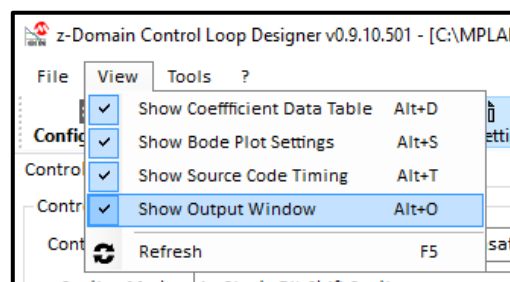 z-Domain Control Loop Designer v0.9.10.501 - [C:\MPLA
File View Tools ?
Show Coeffficient Data Table Alt+D
Show Bode Plot Settings Alt+S
Show Source Code Timing Alt+T
Show Output Window Alt+O
Refresh F5